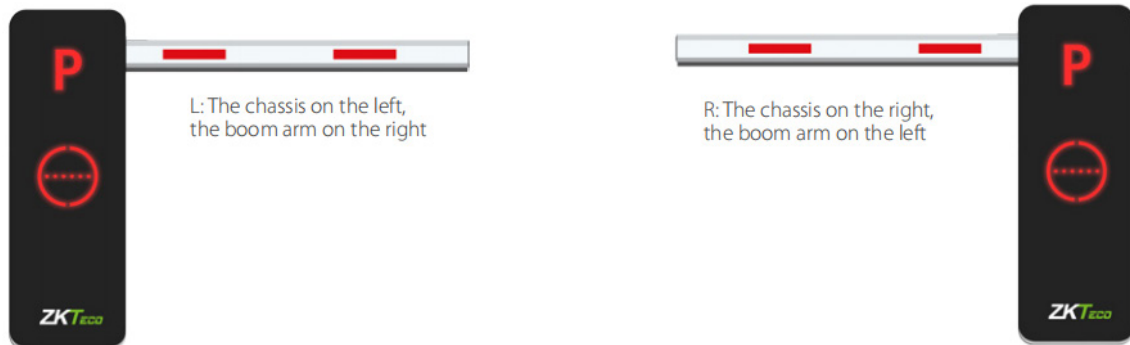 P
L: The chassis on the left,
the boom arm on the right
ZKTECO
R: The chassis on the right,
the boom arm on the left
P
ZKTECO